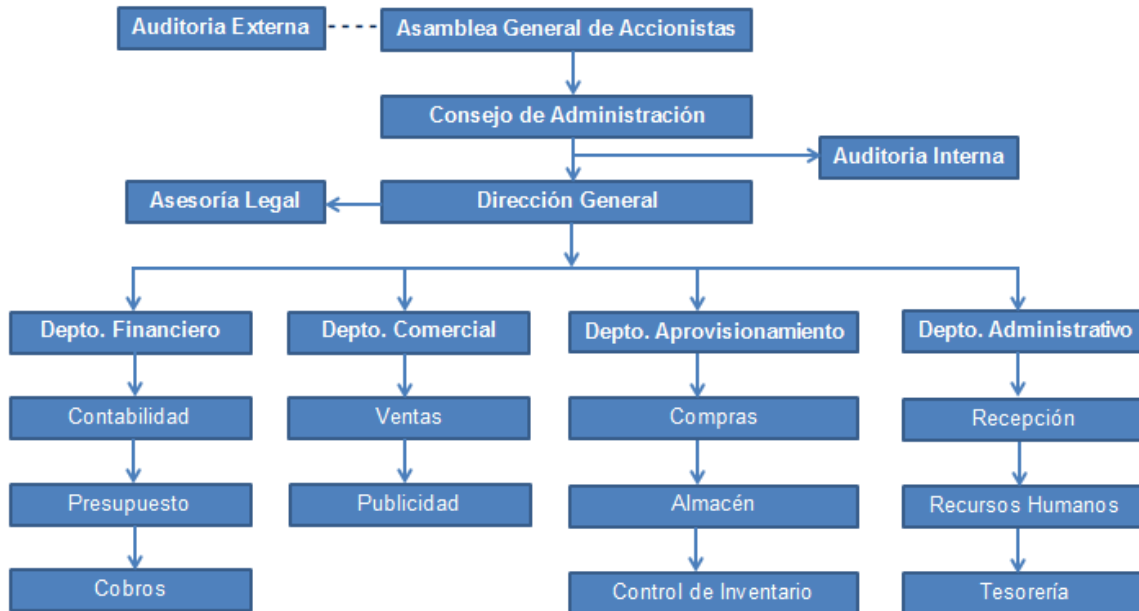 Auditoria Externa
Asamblea General de Accionistas
Consejo de Administración
Auditoria Interna
Asesoría Legal
Dirección General
Depto. Financiero
Depto. Comercial
Depto. Aprovisionamiento
Depto. Administrativo
Contabilidad
Ventas
Compras
Recepción
Presupuesto
Publicidad
Almacén
Recursos Humanos
Cobros
Control de Inventario
Tesorería